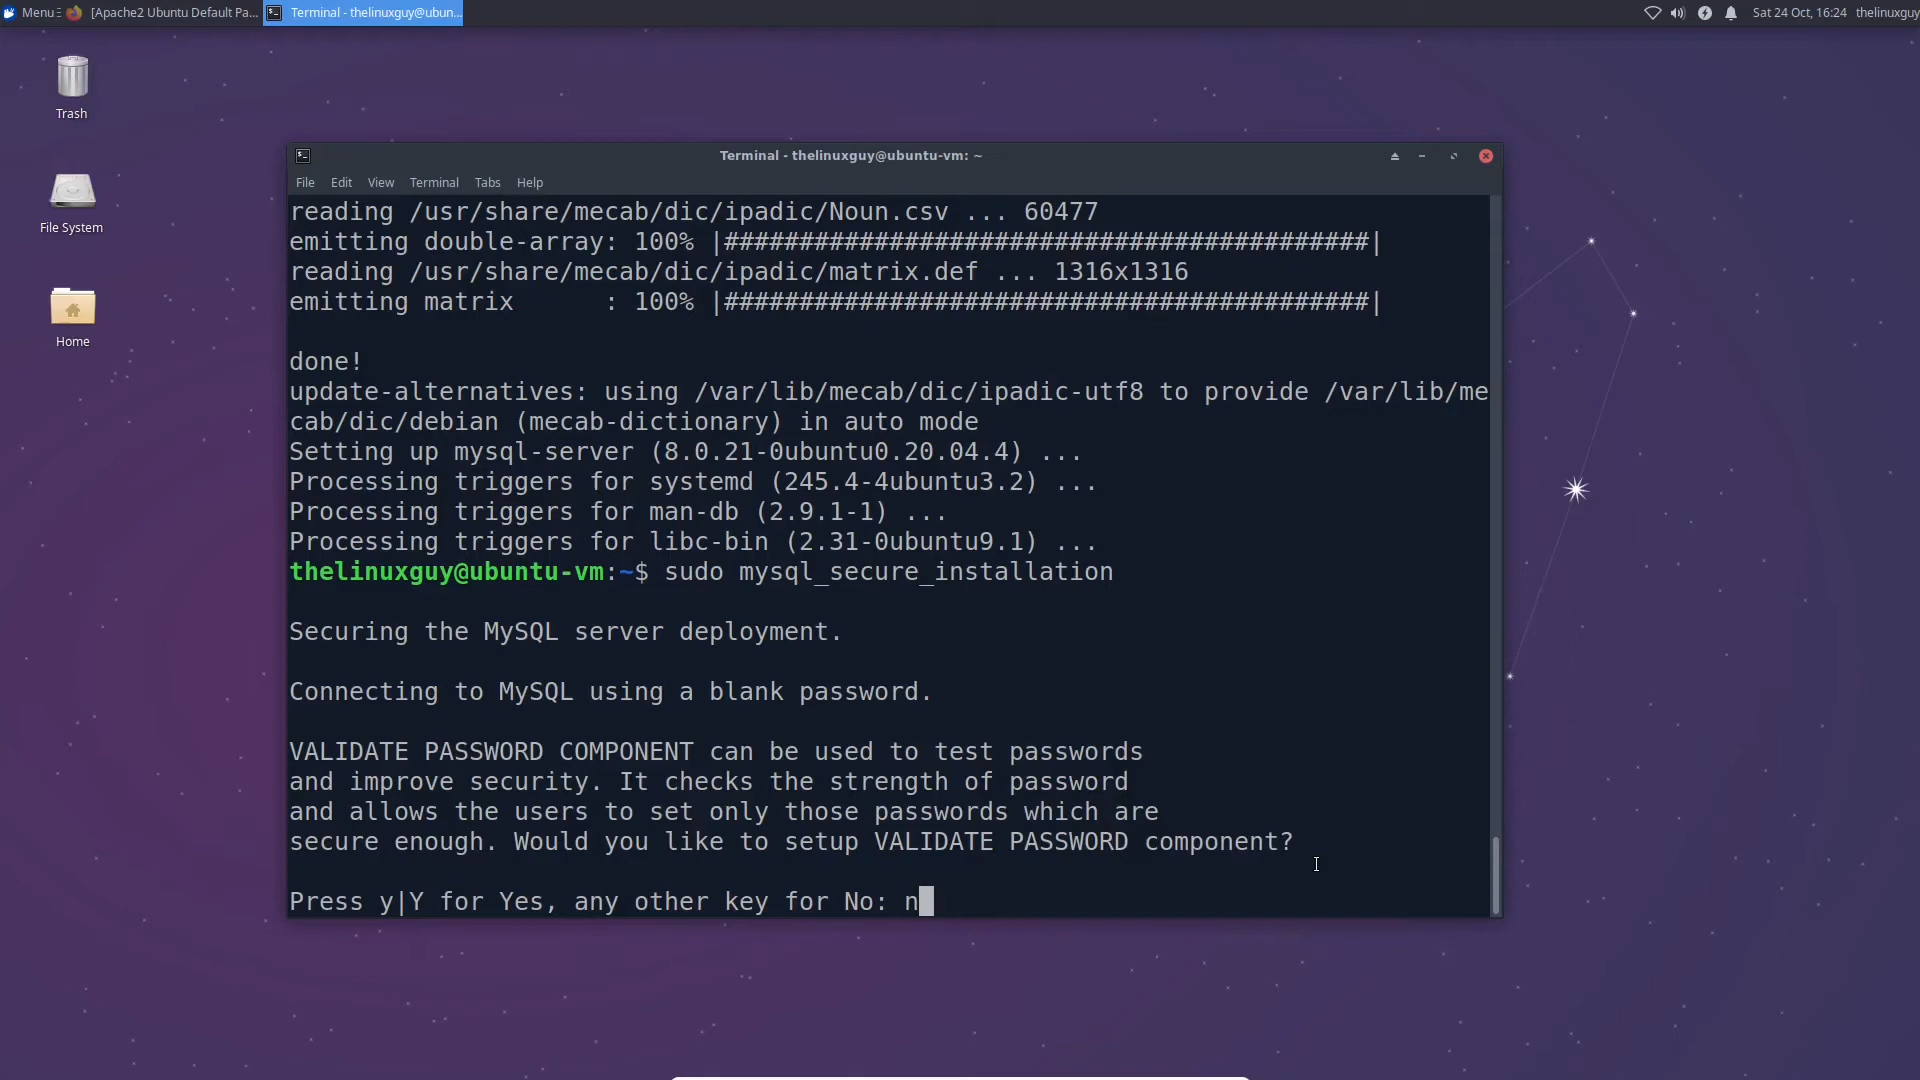 Menu
[Apache2 Ubuntu Default Pa...
Terminal - thelinuxguy@ubun...
Sat 24 Oct, 16:24
thelinuxguy
Trash
File System
Home
Terminal - thelinuxguy@ubuntu-vm: ~
File Edit View Terminal Tabs Help
reading /usr/share/mecab/dic/ipadic/Noun.csv ... 60477
emitting double-array: 100% |###########################################|
reading /usr/share/mecab/dic/ipadic/matrix.def ... 1316x1316
emitting matrix      : 100% |###########################################|
done!
update-alternatives: using /var/lib/mecab/dic/ipadic-utf8 to provide /var/lib/me
cab/dic/debian (mecab-dictionary) in auto mode
Setting up mysql-server (8.0.21-0ubuntu0.20.04.4) ...
Processing triggers for systemd (245.4-4ubuntu3.2) ...
Processing triggers for man-db (2.9.1-1) ...
Processing triggers for libc-bin (2.31-0ubuntu9.1) ...
thelinuxguy@ubuntu-vm:~$ sudo mysql_secure_installation
Securing the MySQL server deployment.
Connecting to MySQL using a blank password.
VALIDATE PASSWORD COMPONENT can be used to test passwords
and improve security. It checks the strength of password
and allows the users to set only those passwords which are
secure enough. Would you like to setup VALIDATE PASSWORD component?
Press y|Y for Yes, any other key for No: n